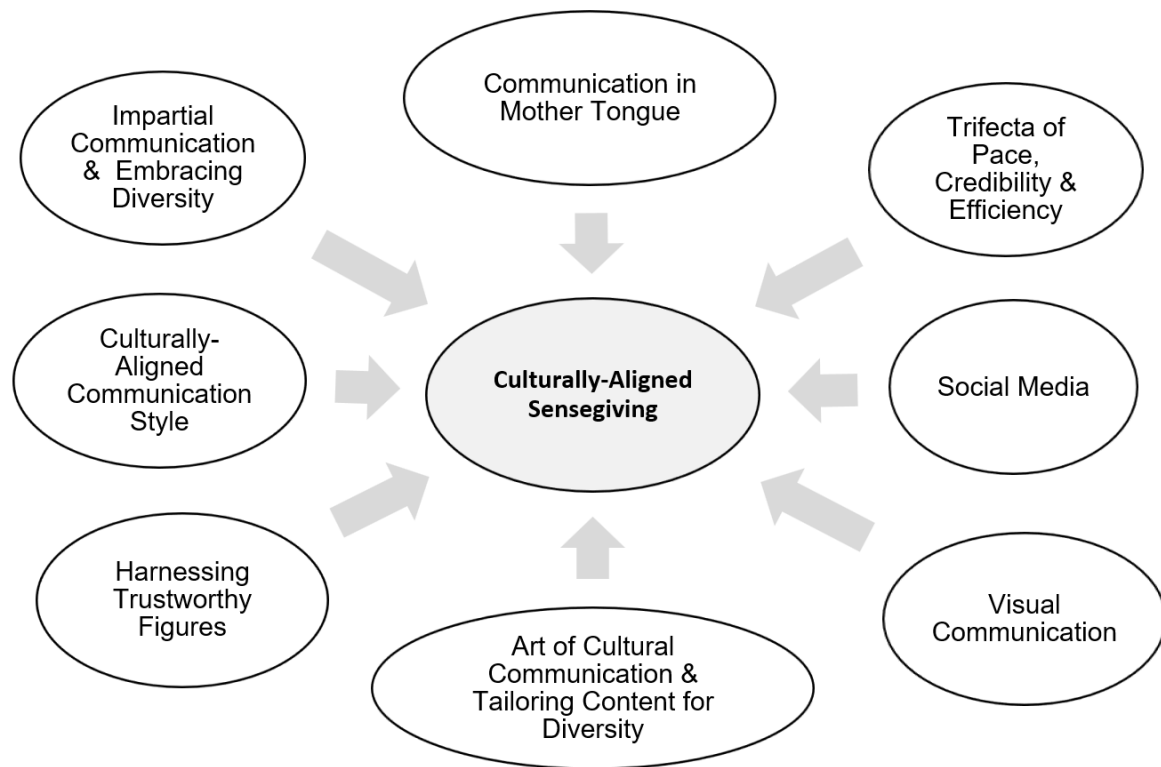 Communication in
Mother Tongue
Impartial
Communication
& Embracing
Diversity
Trifecta of
Pace,
Credibility &
Efficiency
Culturally-
Aligned
Communication
Style
Culturally-Aligned
Sensegiving
Social Media
Harnessing
Trustworthy
Figures
Art of Cultural
Communication &
Tailoring Content for
Diversity
Visual
Communication